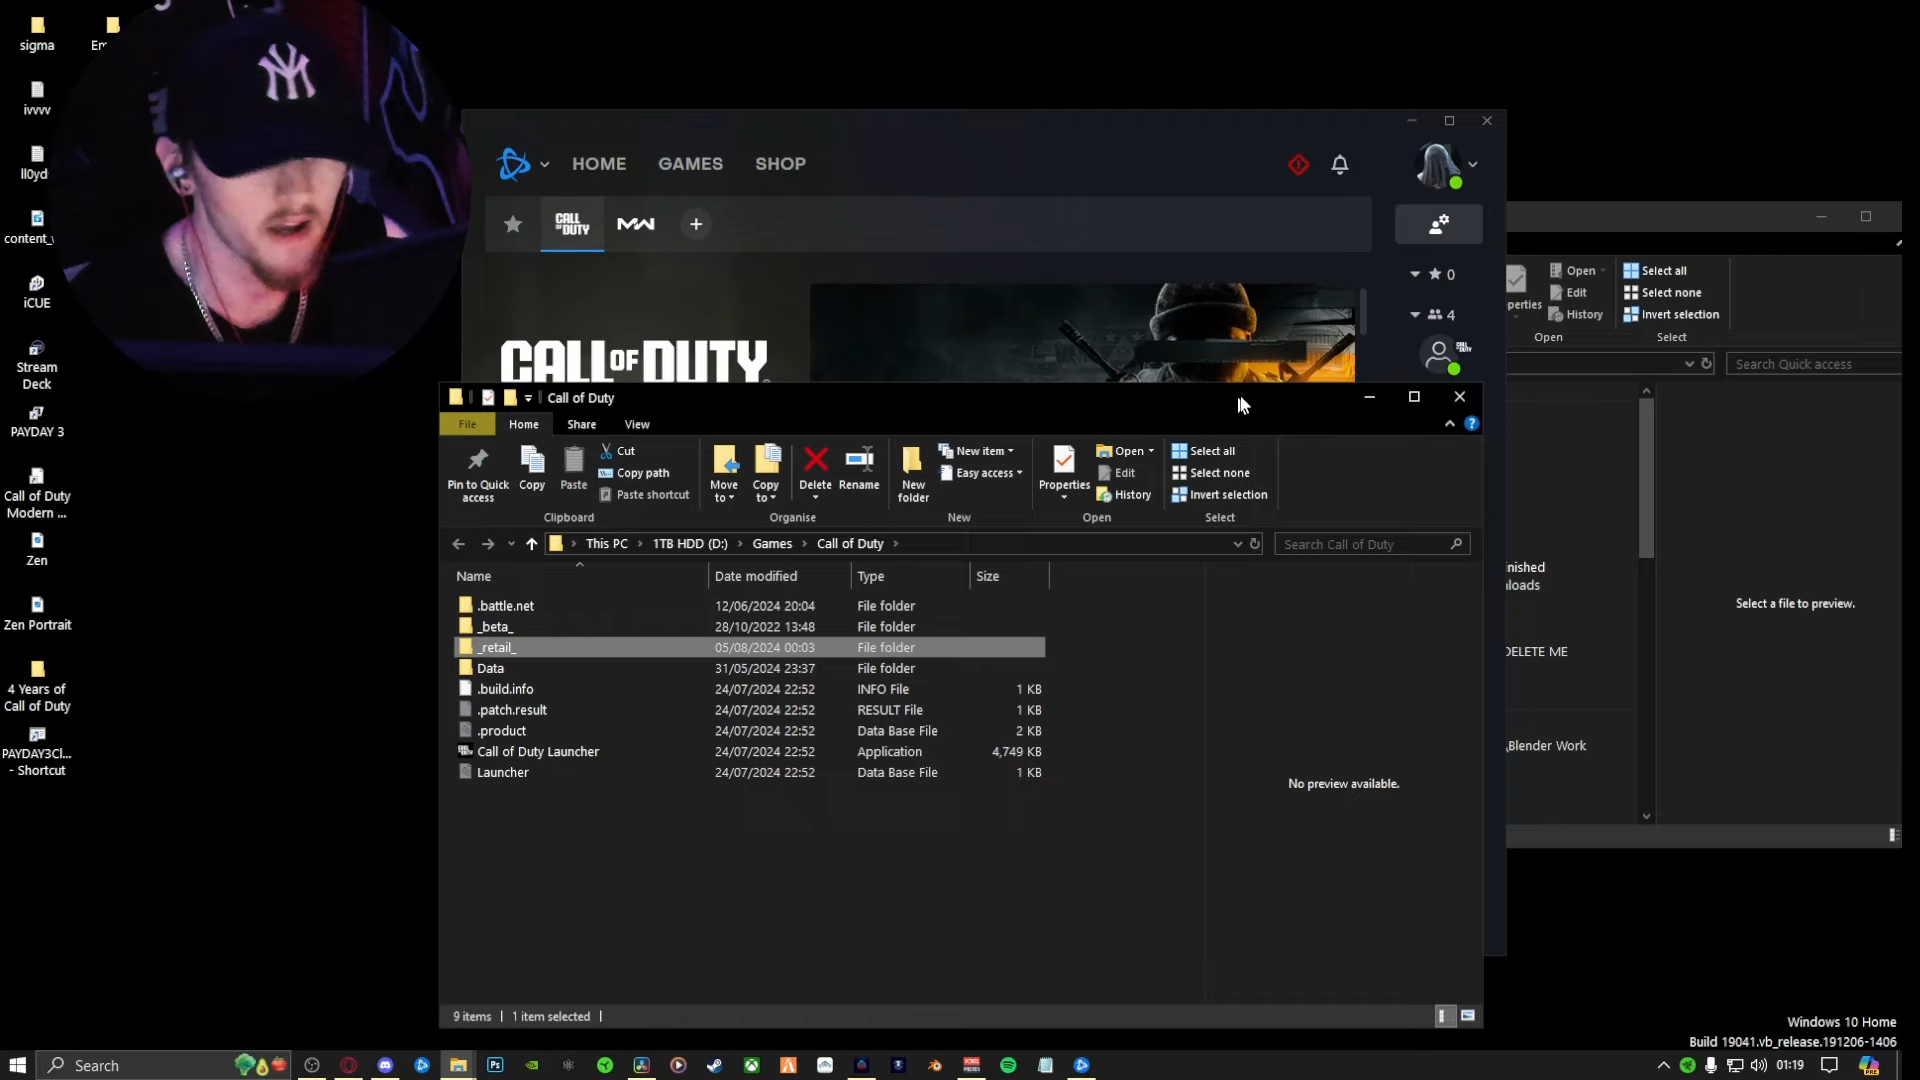 sigma
Em
ivvvv
ll0yd
content_v
iCUE
Stream
Deck
PAYDAY 3
Call of Duty
Modern ...
Zen
Zen Portrait
4 Years of
Call of Duty
PAYDAY3Cl...
- Shortcut
NY
HOME GAMES SHOP
CALL OF DUTY
MW
0
4
CALL OF DUTY
Properties
Open
Edit
History
Open
Select all
Select none
Invert selection
Select
Search Quick access
DELETE ME
\Blender Work
Select a file to preview.
Call of Duty
File Home Share View
Pin to Quick
access
Copy
Paste
Cut
Copy path
Paste shortcut
Clipboard
Move
to
Copy
to
Delete
Rename
Organise
New
folder
New item
Easy access
New
Properties
Open
Edit
History
Open
Select all
Select none
Invert selection
Select
This PC > 1TB HDD (D:) > Games > Call of Duty >
Search Call of Duty
Name Date modified Type Size
.battle.net 12/06/2024 20:04 File folder
_beta_ 28/10/2022 13:48 File folder
_retail_ 05/08/2024 00:03 File folder
Data 31/05/2024 23:37 File folder
.build.info 24/07/2024 22:52 INFO File 1 KB
.patch.result 24/07/2024 22:52 RESULT File 1 KB
.product 24/07/2024 22:52 Data Base File 2 KB
Call of Duty Launcher 24/07/2024 22:52 Application 4,749 KB
Launcher 24/07/2024 22:52 Data Base File 1 KB
No preview available.
9 items 1 item selected
Windows 10 Home
Build 19041.vb_release.191206-1406
Search
Ps
01:19
PRE